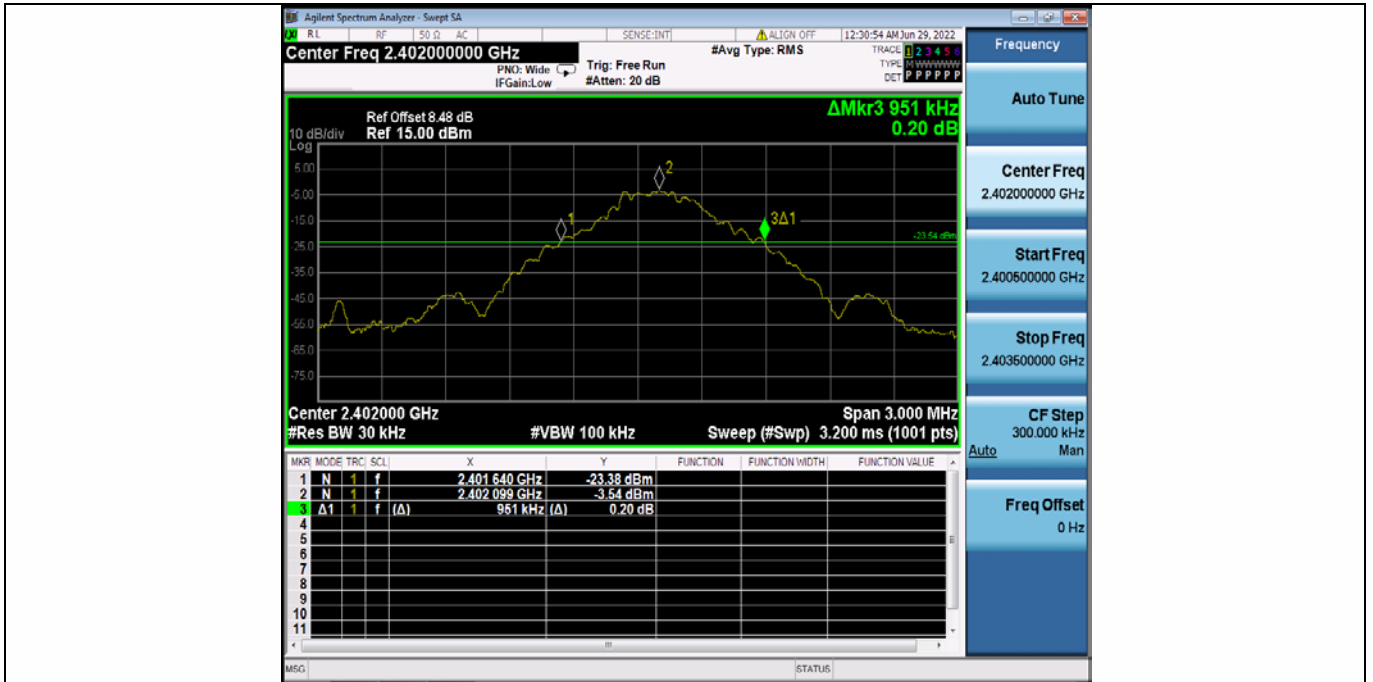 Agilent Spectrum Analyzer - Swept SA
RL RF 50 Ω AC SENSE:INT ALIGN OFF 12:30:54 AM Jun 29, 2022
Center Freq 2.402000000 GHz
#Avg Type: RMS
TRACE 1 2 3 4 5 6
PNO: Wide
Trig: Free Run
TYPE M WWWWW
IFGain:Low
#Atten: 20 dB
DET P P P P P P
ΔMkr3 951 kHz
0.20 dB
Ref Offset 8.48 dB
10 dB/div Ref 15.00 dBm
Log
5.00
-5.00
-15.0
-25.0
-35.0
-45.0
-55.0
-65.0
-75.0
1
2
3Δ1
-23.54 dBm
Center 2.402000 GHz Span 3.000 MHz
#Res BW 30 kHz #VBW 100 kHz Sweep (#Swp) 3.200 ms (1001 pts)
MKR MODE TRC SCL X Y FUNCTION FUNCTION WIDTH FUNCTION VALUE
1 N 1 f 2.401 640 GHz -23.38 dBm
2 N 1 f 2.402 099 GHz -3.54 dBm
3 Δ1 1 f (Δ) 951 kHz (Δ) 0.20 dB
4
5
6
7
8
9
10
11
MSG STATUS
Frequency
Auto Tune
Center Freq
2.402000000 GHz
Start Freq
2.400500000 GHz
Stop Freq
2.403500000 GHz
CF Step
300.000 kHz
Auto Man
Freq Offset
0 Hz